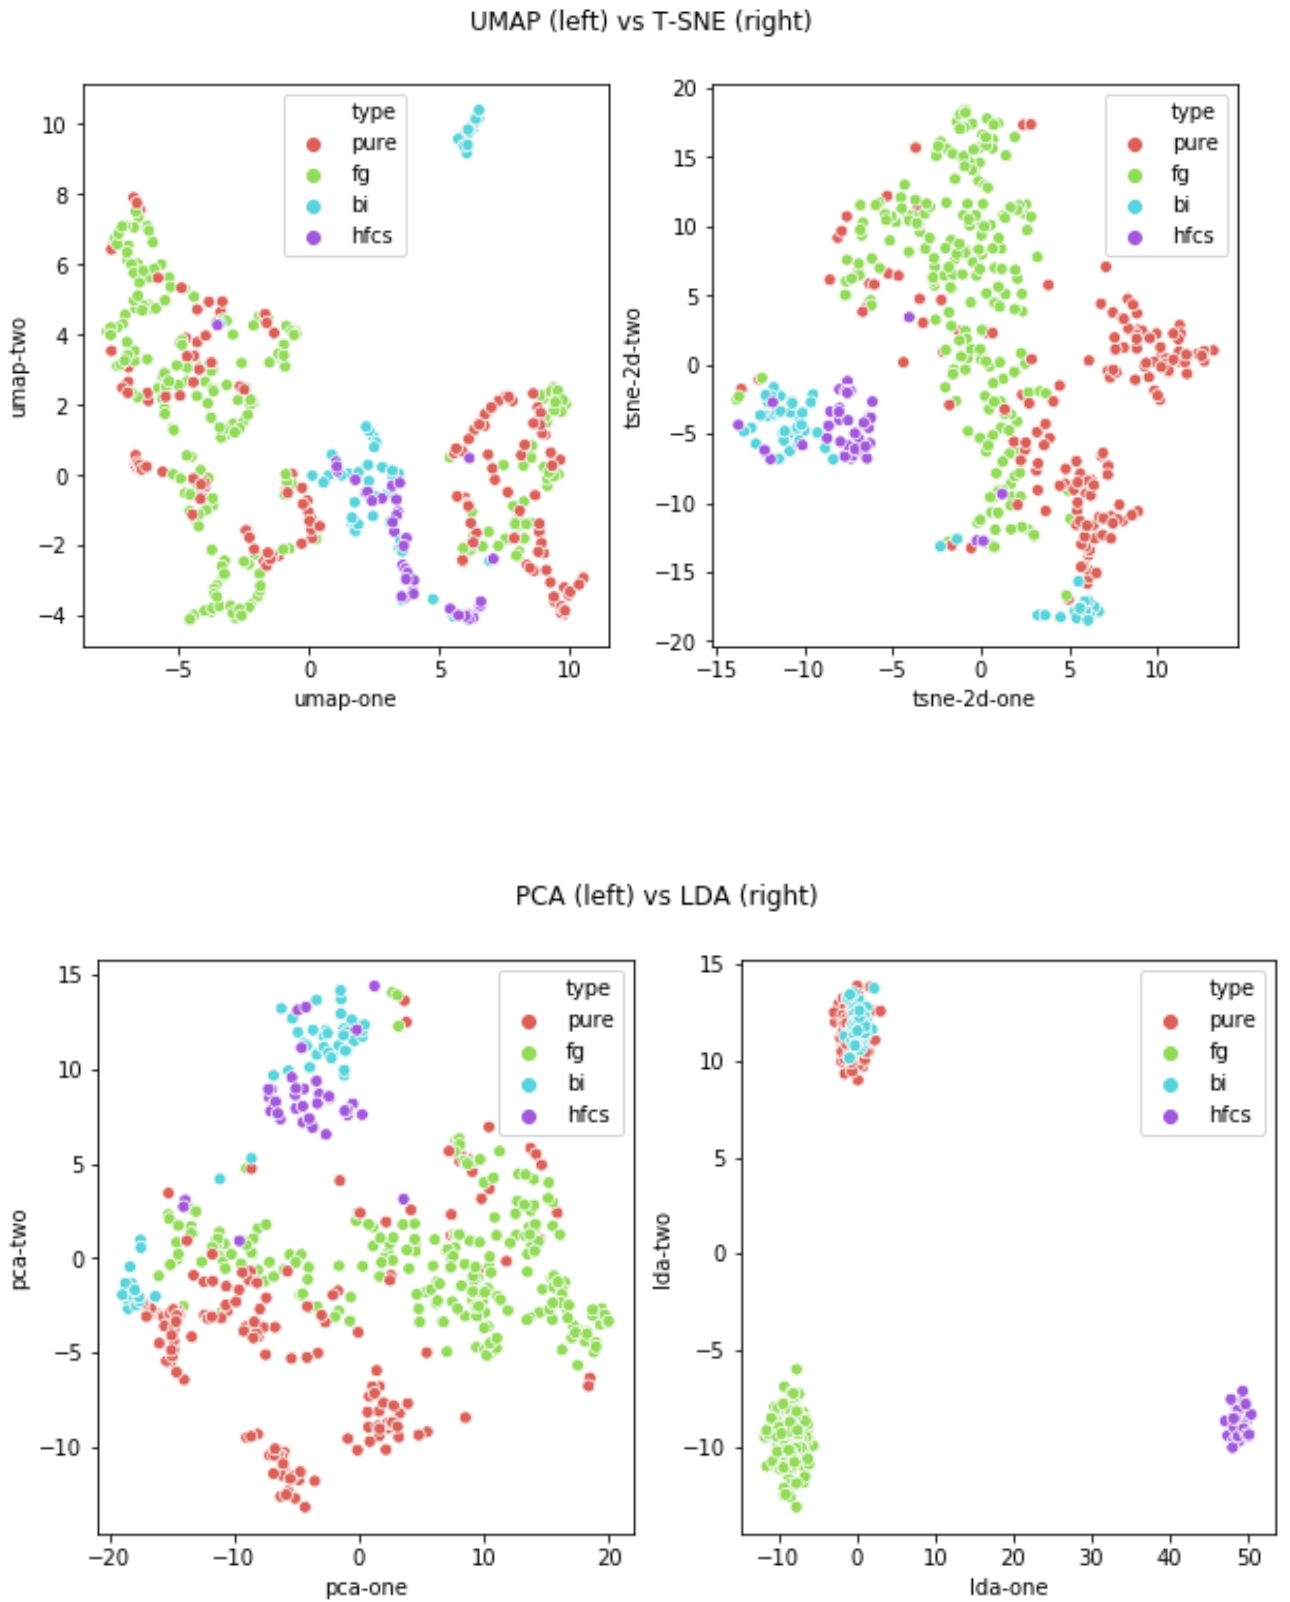 UMAP (left) vs T-SNE (right)
type
pure
fg
bi
hfcs
10
8
6
4
2
0
−2
−4
umap-two
−5
0
5
10
umap-one
type
pure
fg
bi
hfcs
20
15
10
5
0
−5
−10
−15
−20
tsne-2d-two
−15
−10
−5
0
5
10
tsne-2d-one
PCA (left) vs LDA (right)
type
pure
fg
bi
hfcs
15
10
5
0
−5
−10
pca-two
−20
−10
0
10
20
pca-one
type
pure
fg
bi
hfcs
15
10
5
0
−5
−10
lda-two
−10
0
10
20
30
40
50
lda-one